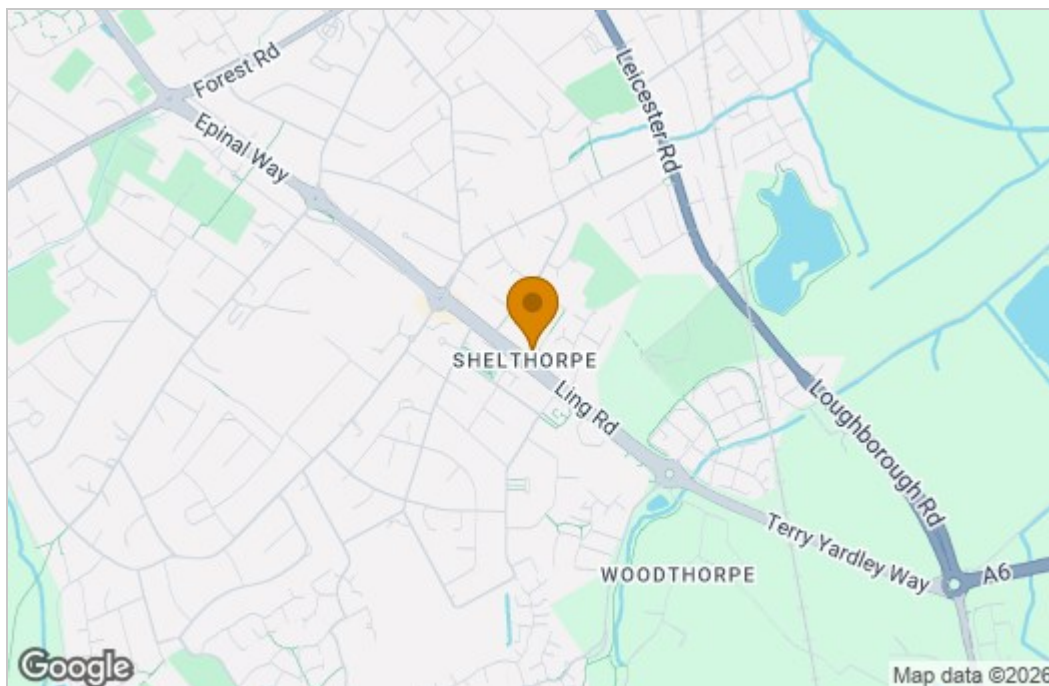 Forest Rd
Leicester Rd
Epinal Way
SHELTHORPE
Ling Rd
Loughborough Rd
Terry Yardley Way
WOODTHORPE
A6
Google
Map data ©2026